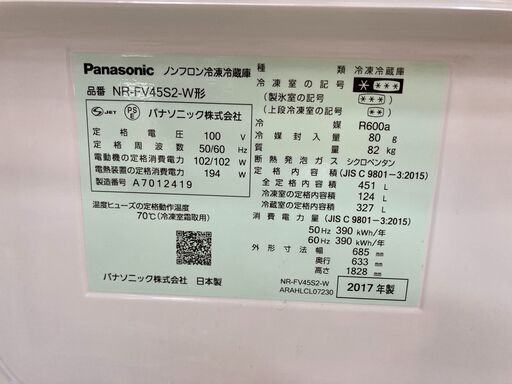 Panasonic ノンフロン冷凍冷蔵庫
品番 NR-FV45S2-W形
JET PSE パナソニック株式会社
定格電圧 100 V
定格周波数 50/60 Hz
電動機の定格消費電力 102/102 W
電熱装置の定格消費電力 194 W
製造番号 A7012419
温度ヒューズの定格動作温度
70℃(冷凍室霜取用)
パナソニック株式会社 日本製
種類 冷凍冷蔵庫
冷凍室の記号 ****
(製氷室の記号 **)
(上段冷凍室の記号 **)
冷媒 R600a
冷媒封入量 80 g
質量 82 kg
断熱発泡ガス シクロペンタン
定格内容積 (JIS C 9801-3:2015)
全定格内容積 451 L
冷凍室の定格内容積 124 L
冷蔵室の定格内容積 327 L
消費電力量 (JIS C 9801-3:2015)
50Hz 390 kWh/年
60Hz 390 kWh/年
外形寸法 幅 685 mm
奥行 633 mm
高さ 1828 mm
NR-FV45S2-W
ARAHLCL07230
2017年製